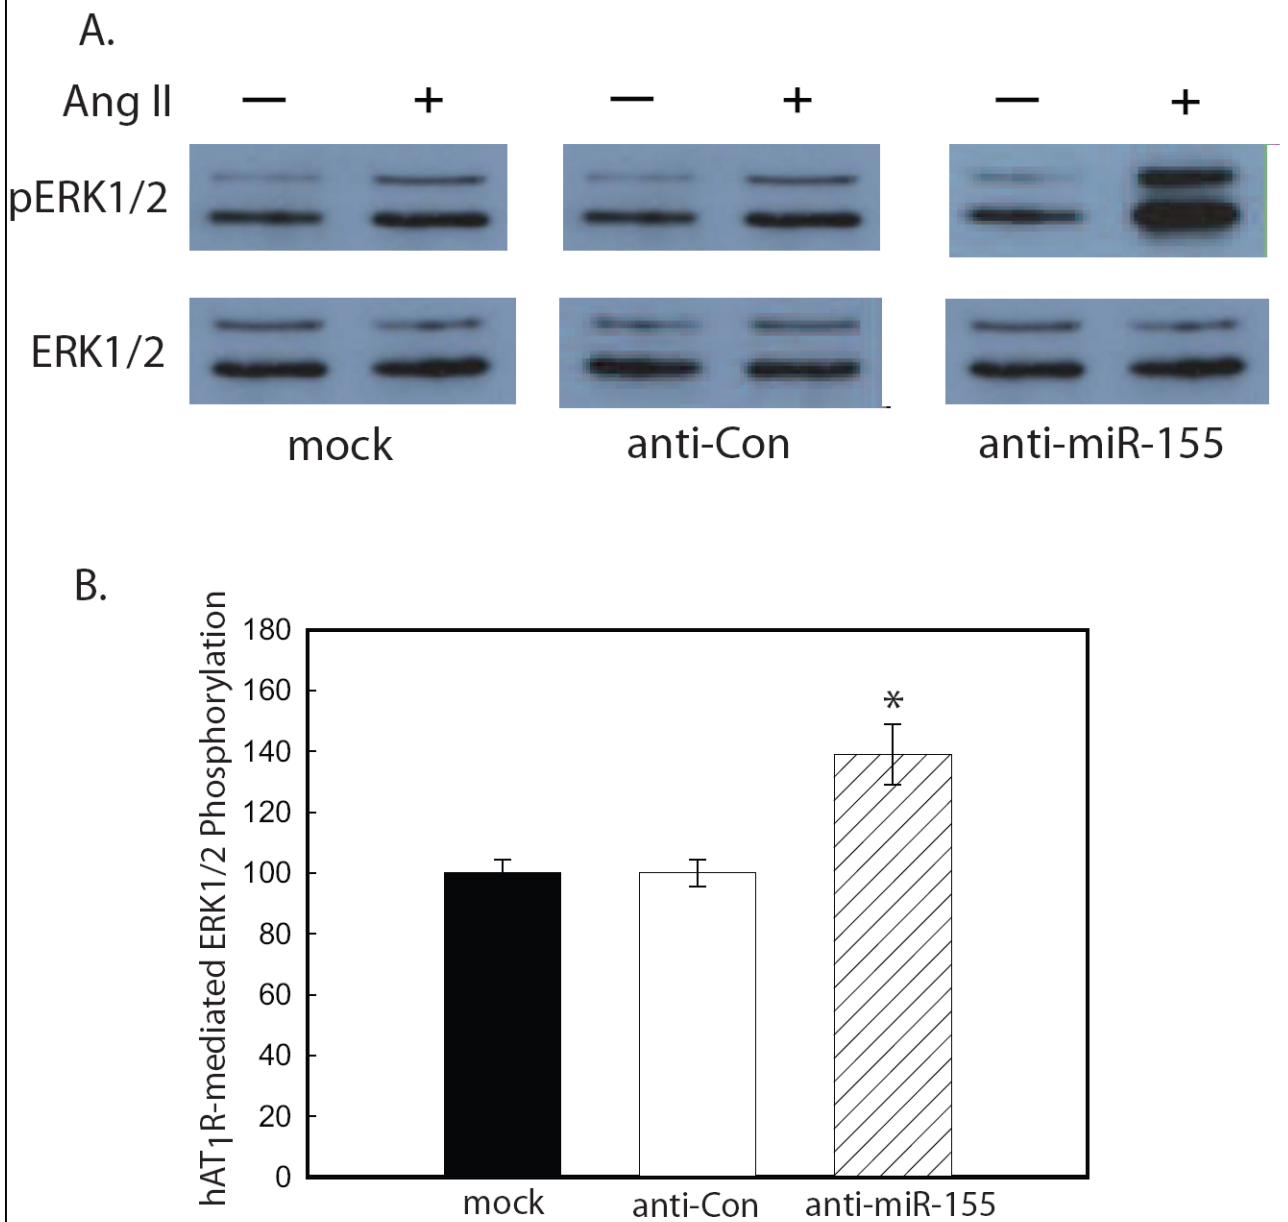 A.
Ang II — + — + — +
pERK1/2
ERK1/2
mock anti-Con anti-miR-155
B.
hAT1R-mediated ERK1/2 Phosphorylation
180
160
140
120
100
80
60
40
20
0
*
mock anti-Con anti-miR-155